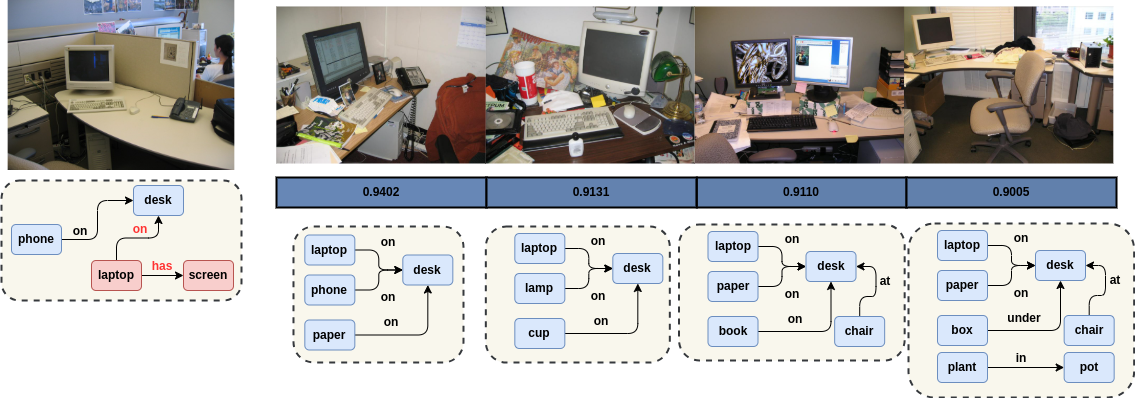 0.9402
0.9131
0.9110
0.9005
desk
phone
on
on
laptop
has
screen
laptop
on
phone
desk
on
paper
on
laptop
on
lamp
desk
on
cup
on
laptop
on
paper
desk
on
at
book
on
chair
laptop
on
paper
desk
on
at
box
under
chair
plant
in
pot